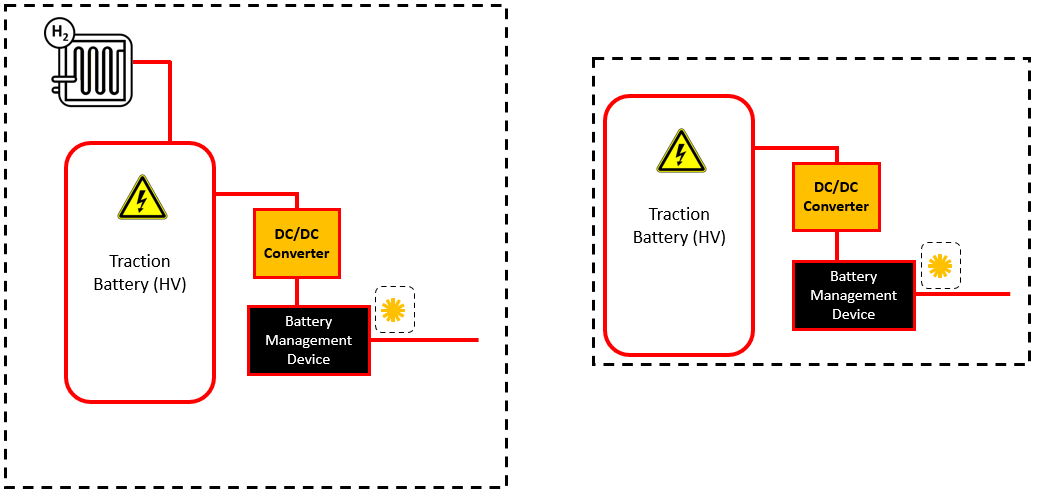 H2
Traction
Battery (HV)
DC/DC
Converter
Battery
Management
Device
Traction
Battery (HV)
DC/DC
Converter
Battery
Management
Device